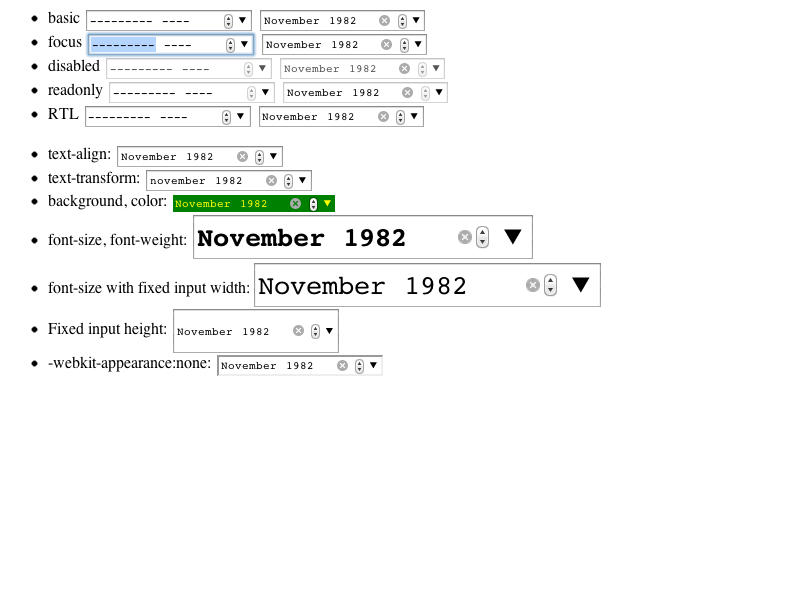 basic --------- ---- November 1982
focus --------- ---- November 1982
disabled --------- ---- November 1982
readonly --------- ---- November 1982
RTL --------- ---- November 1982
text-align: November 1982
text-transform: november 1982
background, color: November 1982
font-size, font-weight: November 1982
font-size with fixed input width: November 1982
Fixed input height: November 1982
-webkit-appearance:none: November 1982